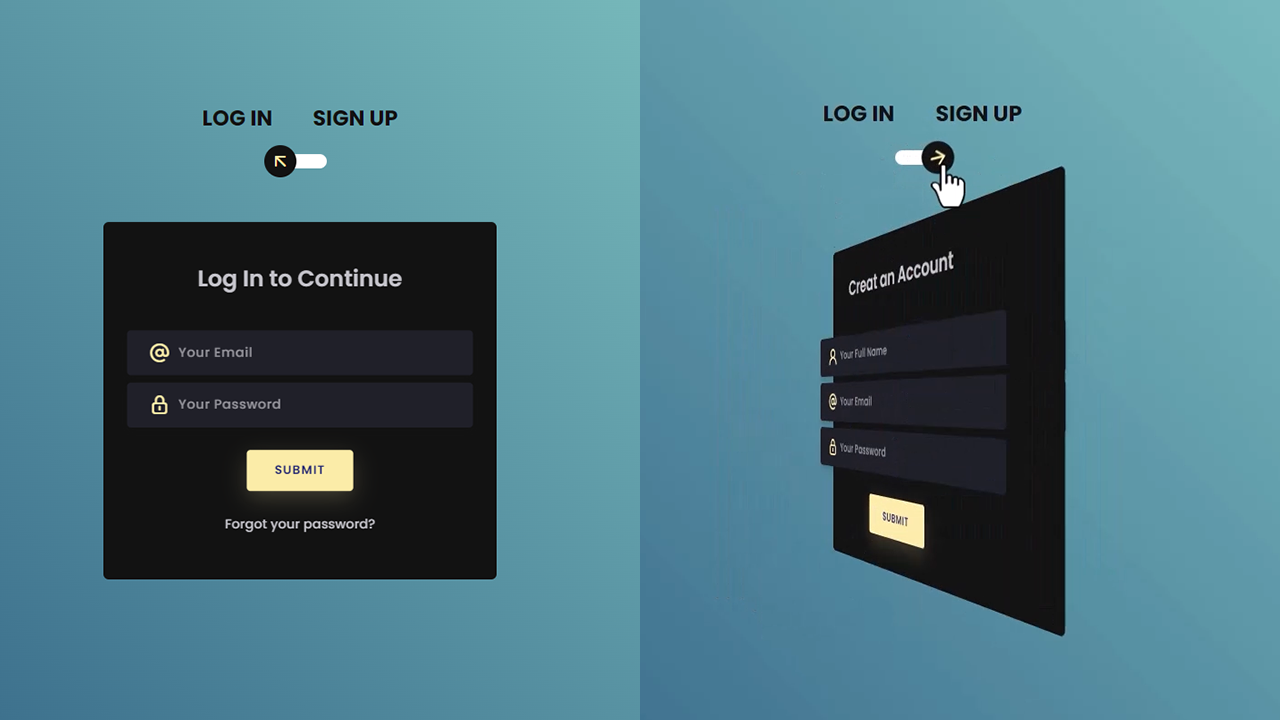 LOG IN SIGN UP
Log In to Continue
@ Your Email
Your Password
SUBMIT
Forgot your password?
LOG IN SIGN UP
Creat an Account
Your Full Name
@ Your Email
Your Password
SUBMIT